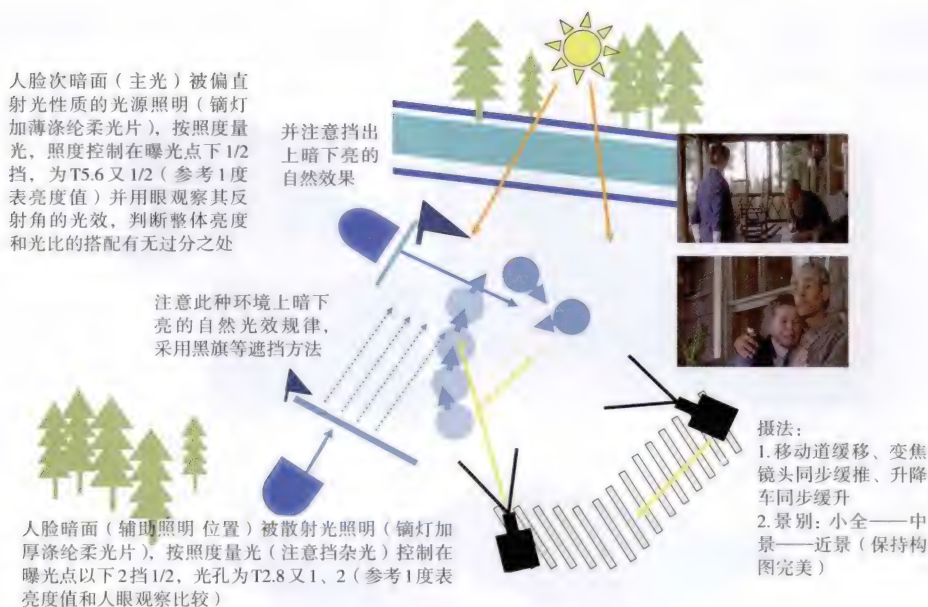 人脸次暗面（主光）被偏直
射光性质的光源照明（镝灯
加薄涤纶柔光片），按照度量
光，照度控制在曝光点下1/2
挡，为T5.6又1/2（参考1度
表亮度值）并用眼观察其反
射角的光效，判断整体亮度
和光比的搭配有无过分之处
并注意挡出
上暗下亮的
自然效果
注意此种环境上暗下
亮的自然光效规律，
采用黑旗等遮挡方法
摄法：
1.移动道缓移、变焦
镜头同步缓推、升降
车同步缓升
2.景别：小全——中
景——近景（保持构
图完美）
人脸暗面（辅助照明 位置）被散射光照明（镝灯加
厚涤纶柔光片），按照度量光（注意挡杂光）控制在
曝光点以下2挡1/2，光孔为T2.8又1、2（参考1度表
亮度值和人眼观察比较）